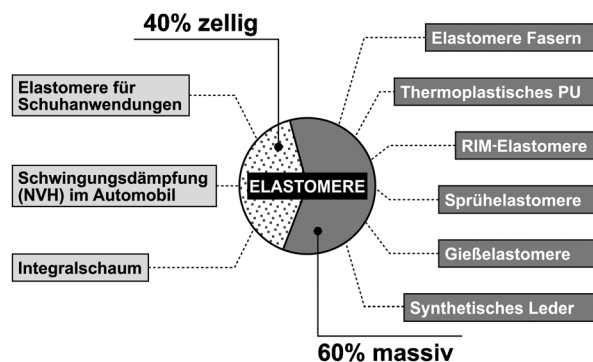 40% zellig
Elastomere für
Schuhanwendungen
Schwingungsdämpfung
(NVH) im Automobil
Integralschaum
ELASTOMERE
Elastomere Fasern
Thermoplastisches PU
RIM-Elastomere
Sprühelastomere
Gießelastomere
Synthetisches Leder
60% massiv